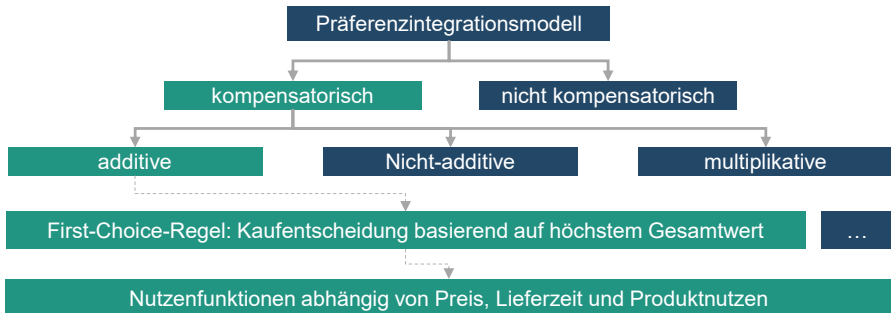 Präferenzintegrationsmodell
kompensatorisch
nicht kompensatorisch
additive
Nicht-additive
multiplikative
First-Choice-Regel: Kaufentscheidung basierend auf höchstem Gesamtwert
…
Nutzenfunktionen abhängig von Preis, Lieferzeit und Produktnutzen